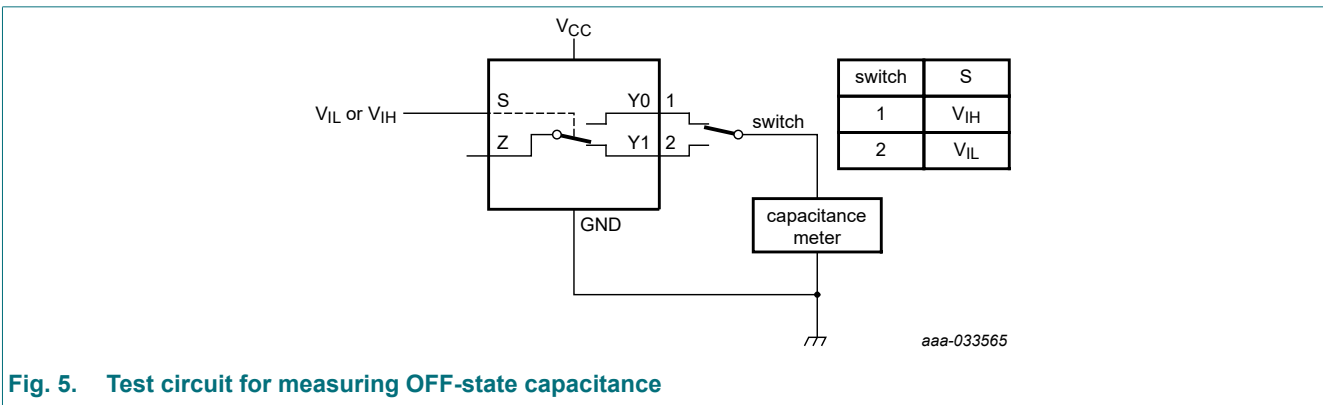 VCC
VIL or VIH
S
Z
Y0 1
Y1 2
switch
GND
capacitance
meter
switch S
1 VIH
2 VIL
aaa-033565
Fig. 5. Test circuit for measuring OFF-state capacitance